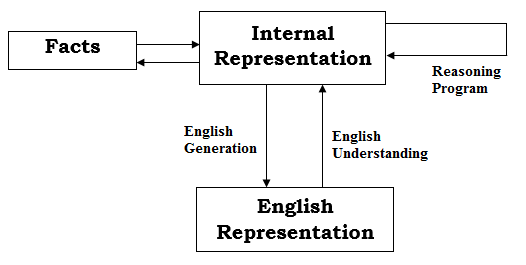 Facts
Internal
Representation
Reasoning
Program
English
Generation
English
Understanding
English
Representation